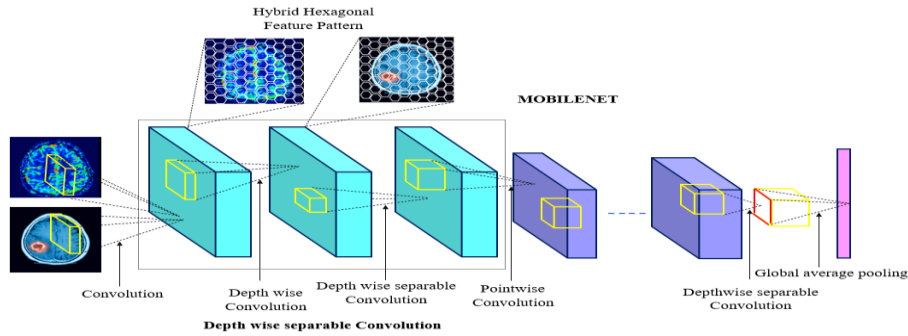 Hybrid Hexagonal
Feature Pattern
MOBILENET
Convolution
Depth wise
Convolution
Depth wise separable
Convolution
Pointwise
Convolution
Global average pooling
Depthwise separable
Convolution
Depth wise separable Convolution